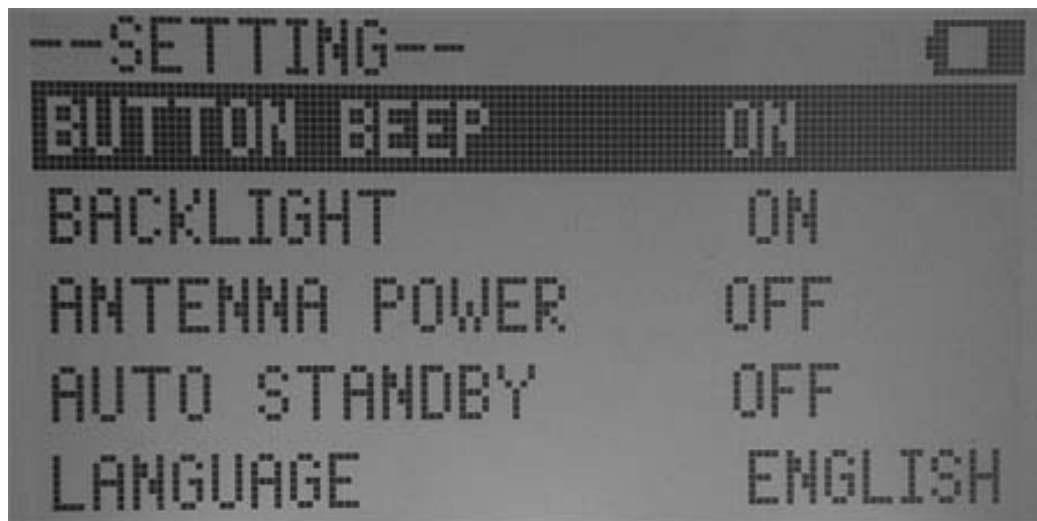 --SETTING--
BUTTON BEEP ON
BACKLIGHT ON
ANTENNA POWER OFF
AUTO STANDBY OFF
LANGUAGE ENGLISH